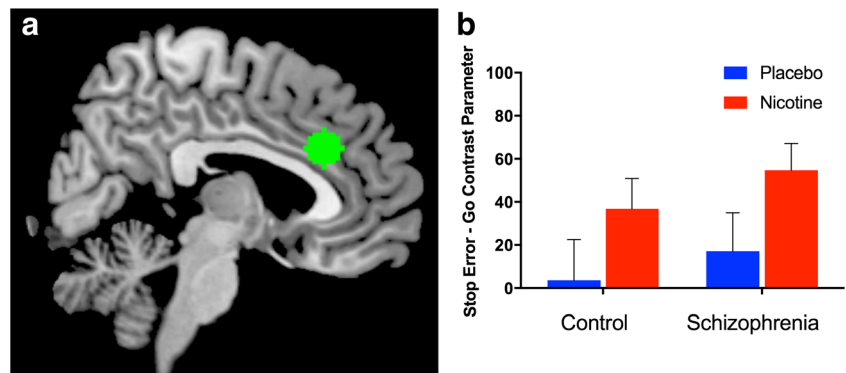 a
b
Stop Error - Go Contrast Parameter
100
80
60
40
20
0
Placebo
Nicotine
Control
Schizophrenia